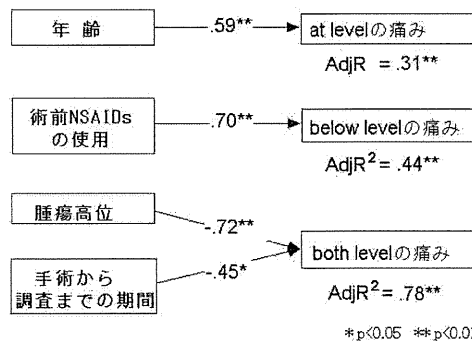 年 齢 .59** at levelの痛み
AdjR = .31**
術前NSAIDs
の使用
.70** below levelの痛み
AdjR² = .44**
腫瘍高位
-.72**
both levelの痛み
手術から
調査までの期間
-.45*
AdjR² = .78**
*p<0.05 **p<0.0